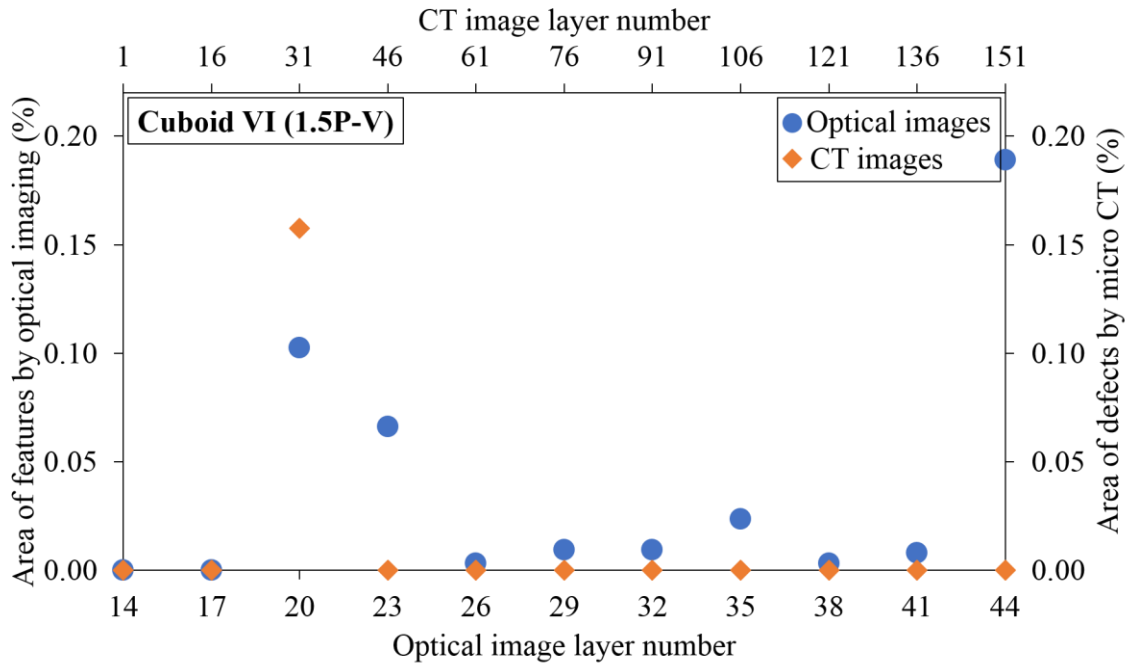 CT image layer number
1 16 31 46 61 76 91 106 121 136 151
Cuboid VI (1.5P-V)
Optical images
CT images
Area of features by optical imaging (%)
0.20 0.15 0.10 0.05 0.00
Area of defects by micro CT (%)
0.20 0.15 0.10 0.05 0.00
14 17 20 23 26 29 32 35 38 41 44
Optical image layer number